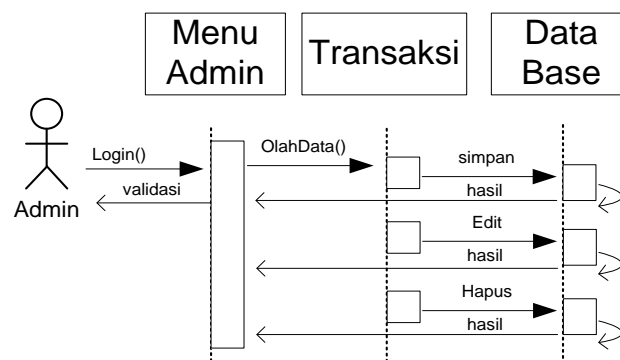 Menu
Admin
Transaksi
Data
Base
Login()
OlahData()
simpan
validasi
hasil
Admin
Edit
hasil
Hapus
hasil